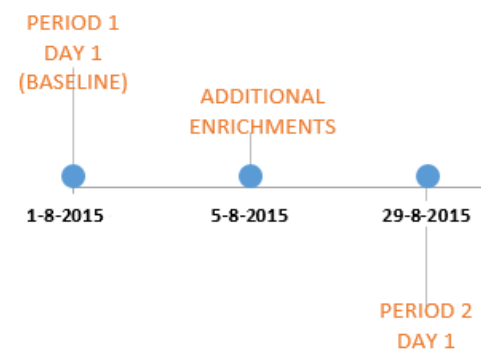 PERIOD 1
DAY 1
(BASELINE)
ADDITIONAL
ENRICHMENTS
1-8-2015
5-8-2015
29-8-2015
PERIOD 2
DAY 1